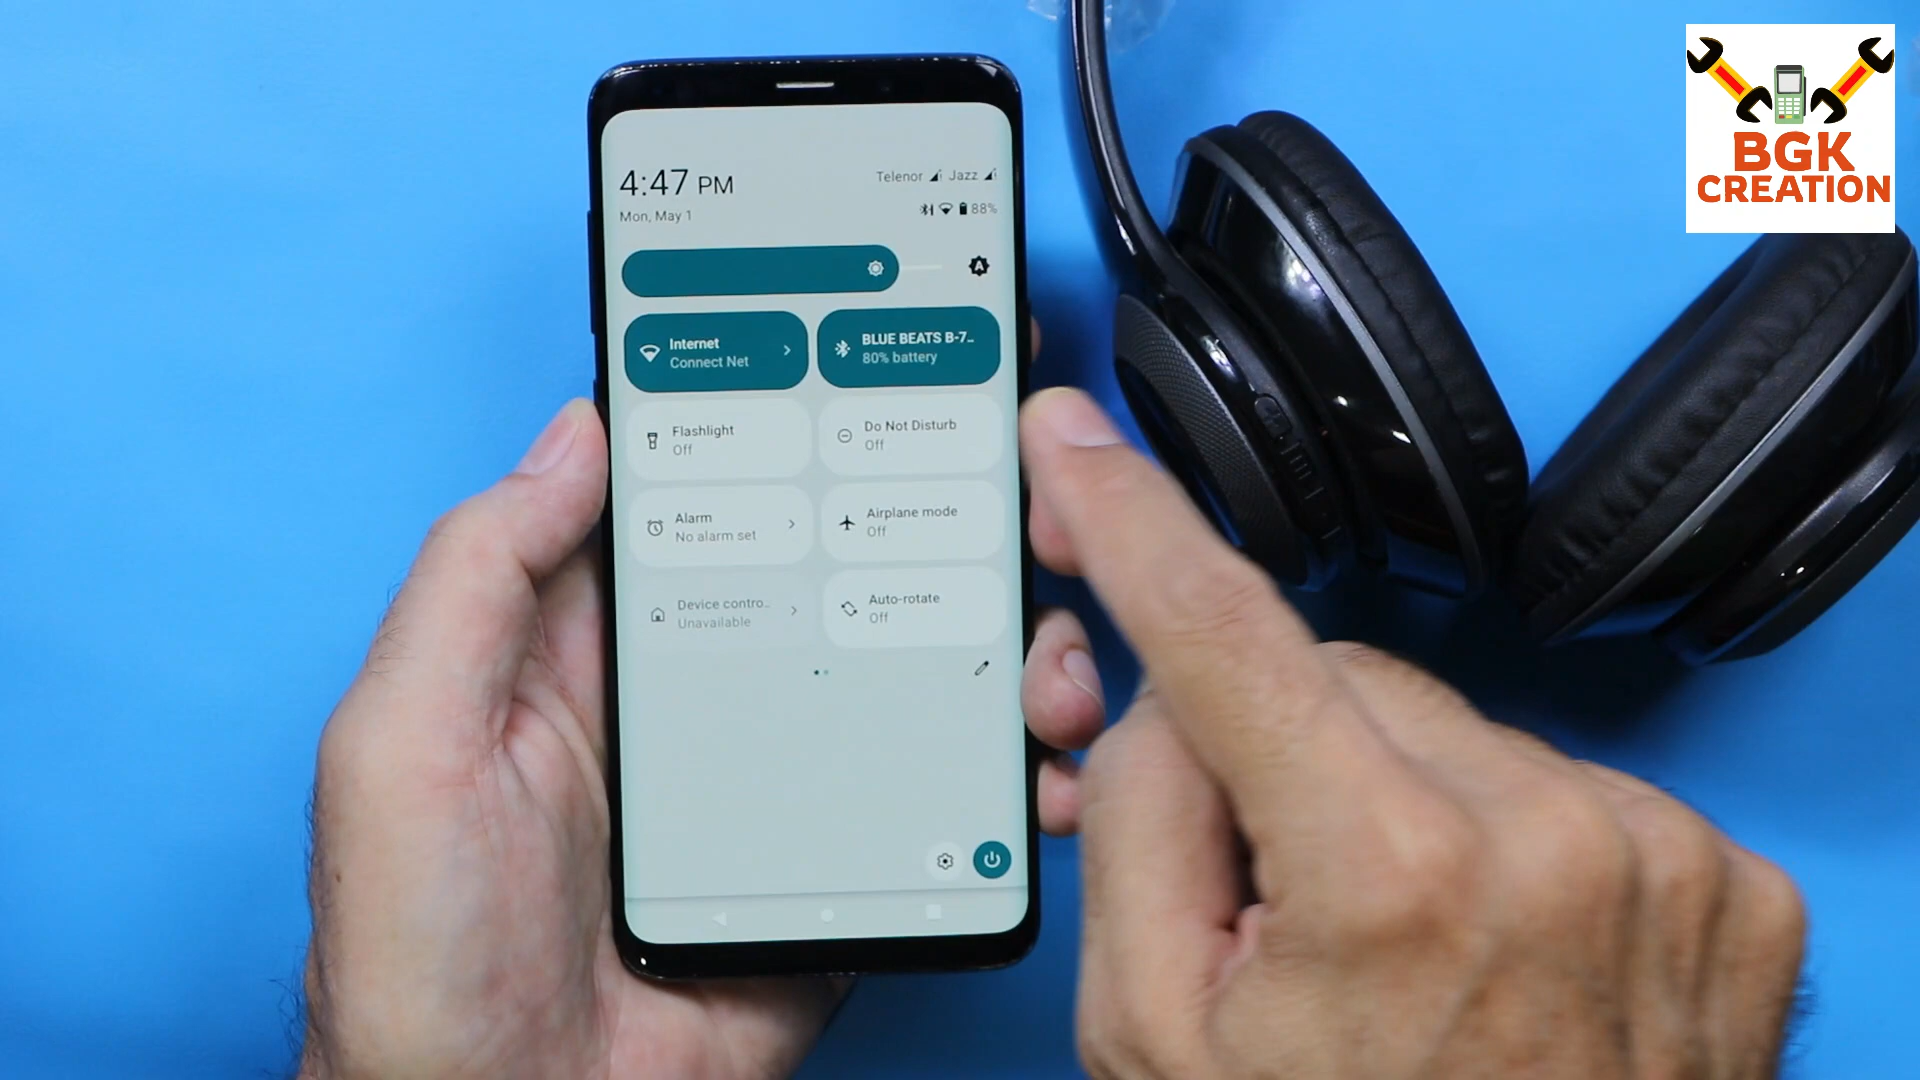 BGK
CREATION
4:47 PM
Mon, May 1
Telenor Jazz
88%
A
Internet
Connect Net
BLUE BEATS B-7..
80% battery
Flashlight
Off
Do Not Disturb
Off
Alarm
No alarm set
Airplane mode
Off
Device contro..
Unavailable
Auto-rotate
Off